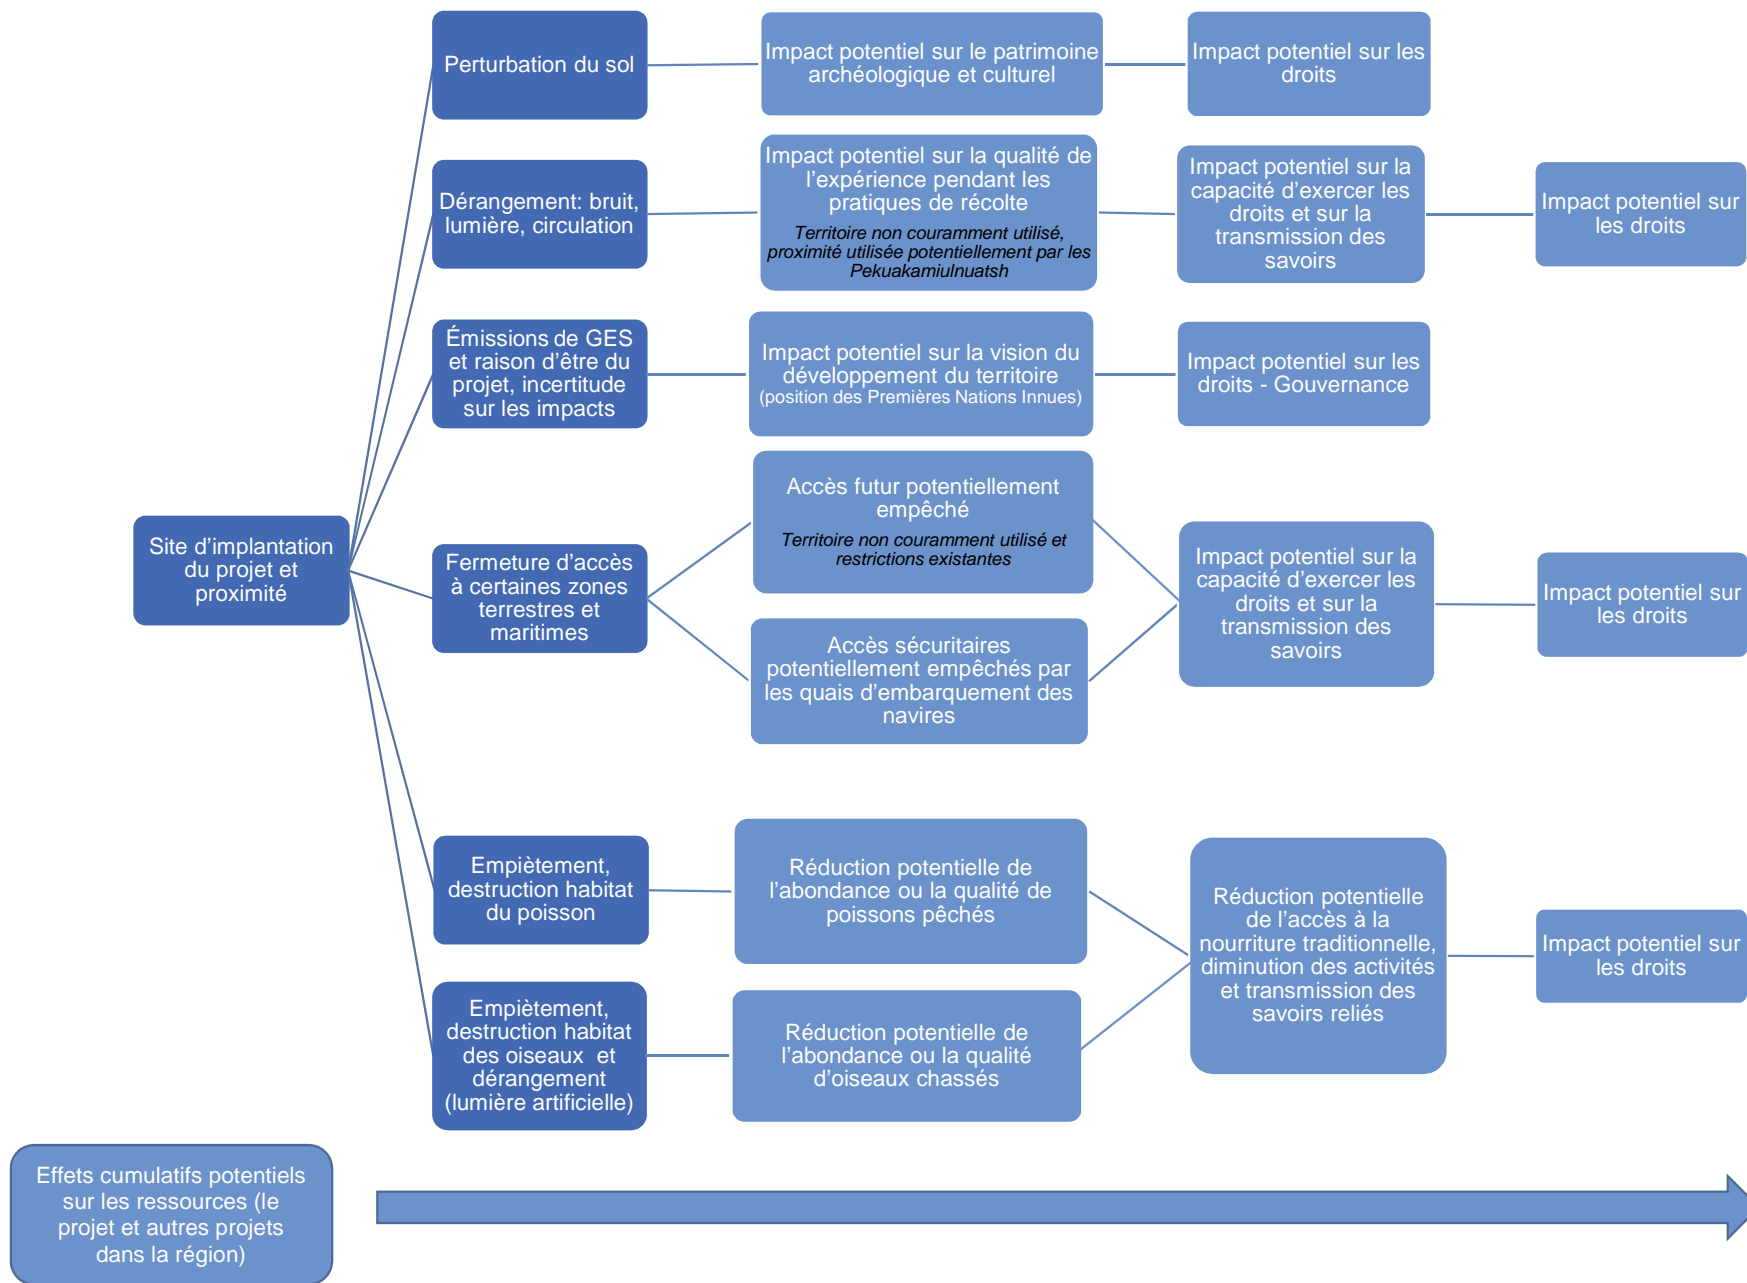 Perturbation du sol
Impact potentiel sur le patrimoine
archéologique et culturel
Impact potentiel sur les
droits
Dérangement: bruit,
lumière, circulation
Impact potentiel sur la qualité de
l'expérience pendant les
pratiques de récolte
Territoire non couramment utilisé,
proximité utilisée potentiellement par les
Pekuakamiulnuatsh
Impact potentiel sur la
capacité d'exercer les
droits et sur la
transmission des
savoirs
Impact potentiel sur
les droits
Émissions de GES
et raison d'être du
projet, incertitude
sur les impacts
Impact potentiel sur la vision du
développement du territoire
(position des Premières Nations Innues)
Impact potentiel sur les
droits - Gouvernance
Site d'implantation
du projet et
proximité
Fermeture d'accès
à certaines zones
terrestres et
maritimes
Accès futur potentiellement
empêché
Territoire non couramment utilisé et
restrictions existantes
Accès sécuritaires
potentiellement empêchés par
les quais d'embarquement des
navires
Impact potentiel sur la
capacité d'exercer les
droits et sur la
transmission des
savoirs
Impact potentiel sur
les droits
Empiètement,
destruction habitat
du poisson
Réduction potentielle de
l'abondance ou la qualité de
poissons pêchés
Empiètement,
destruction habitat
des oiseaux et
dérangement
(lumière artificielle)
Réduction potentielle de
l'abondance ou la qualité
d'oiseaux chassés
Réduction potentielle
de l'accès à la
nourriture traditionnelle,
diminution des activités
et transmission des
savoirs reliés
Impact potentiel sur
les droits
Effets cumulatifs potentiels
sur les ressources (le
projet et autres projets
dans la région)